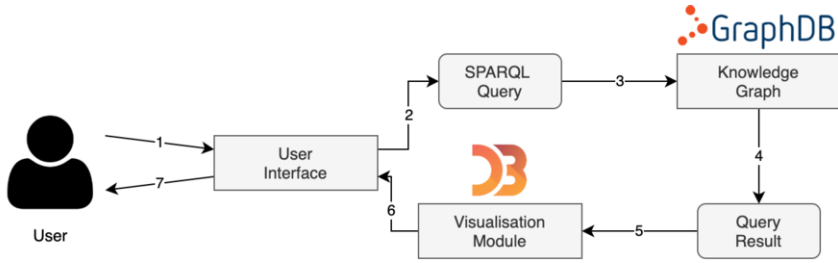 GraphDB
SPARQL
Query
3
Knowledge
Graph
2
1
User
Interface
4
7
D3
6
User
Visualisation
Module
5
Query
Result